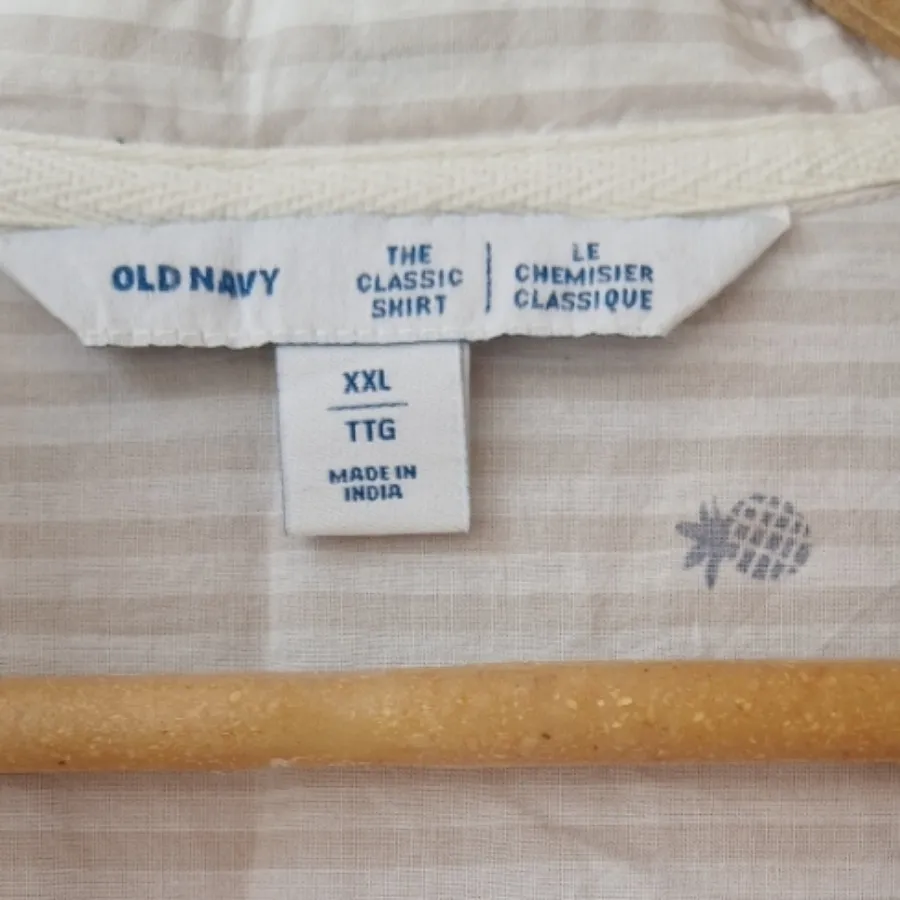 OLD NAVY
THE
CLASSIC
SHIRT
LE
CHEMISIER
CLASSIQUE
XXL
TTG
MADE IN
INDIA